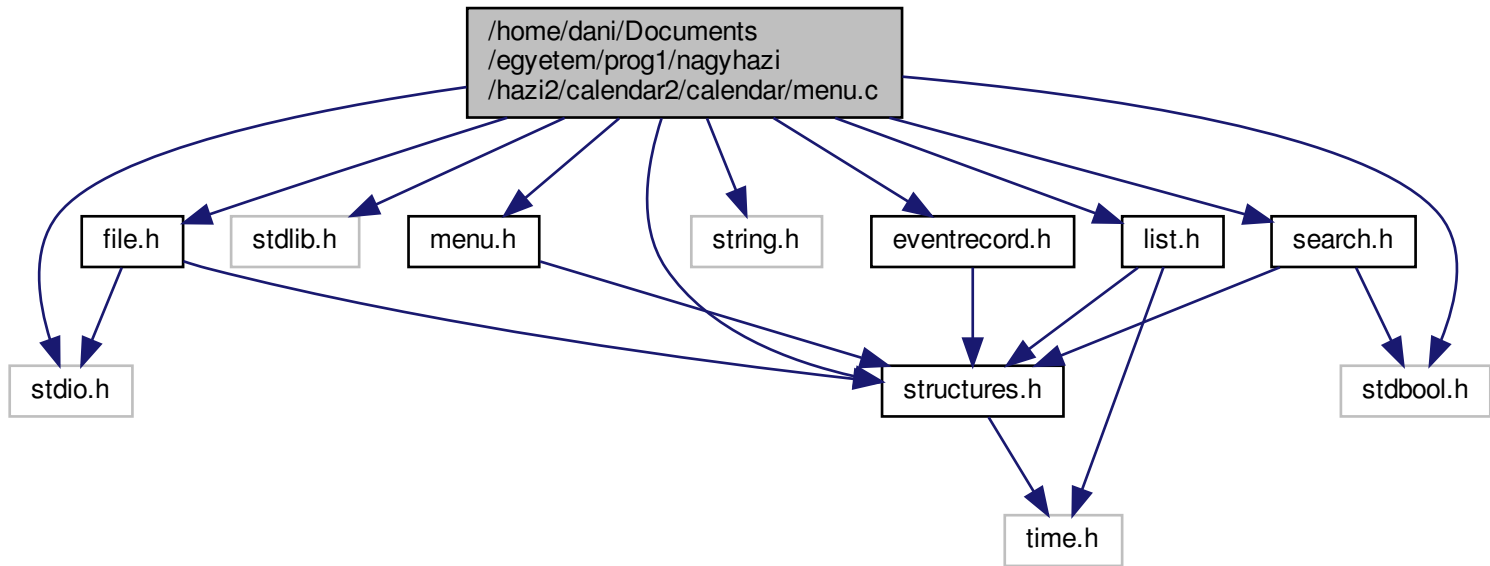 /home/dani/Documents
/egyetem/prog1/nagyhazi
/hazi2/calendar2/calendar/menu.c
file.h
stdlib.h
menu.h
string.h
eventrecord.h
list.h
search.h
stdio.h
structures.h
stdbool.h
time.h